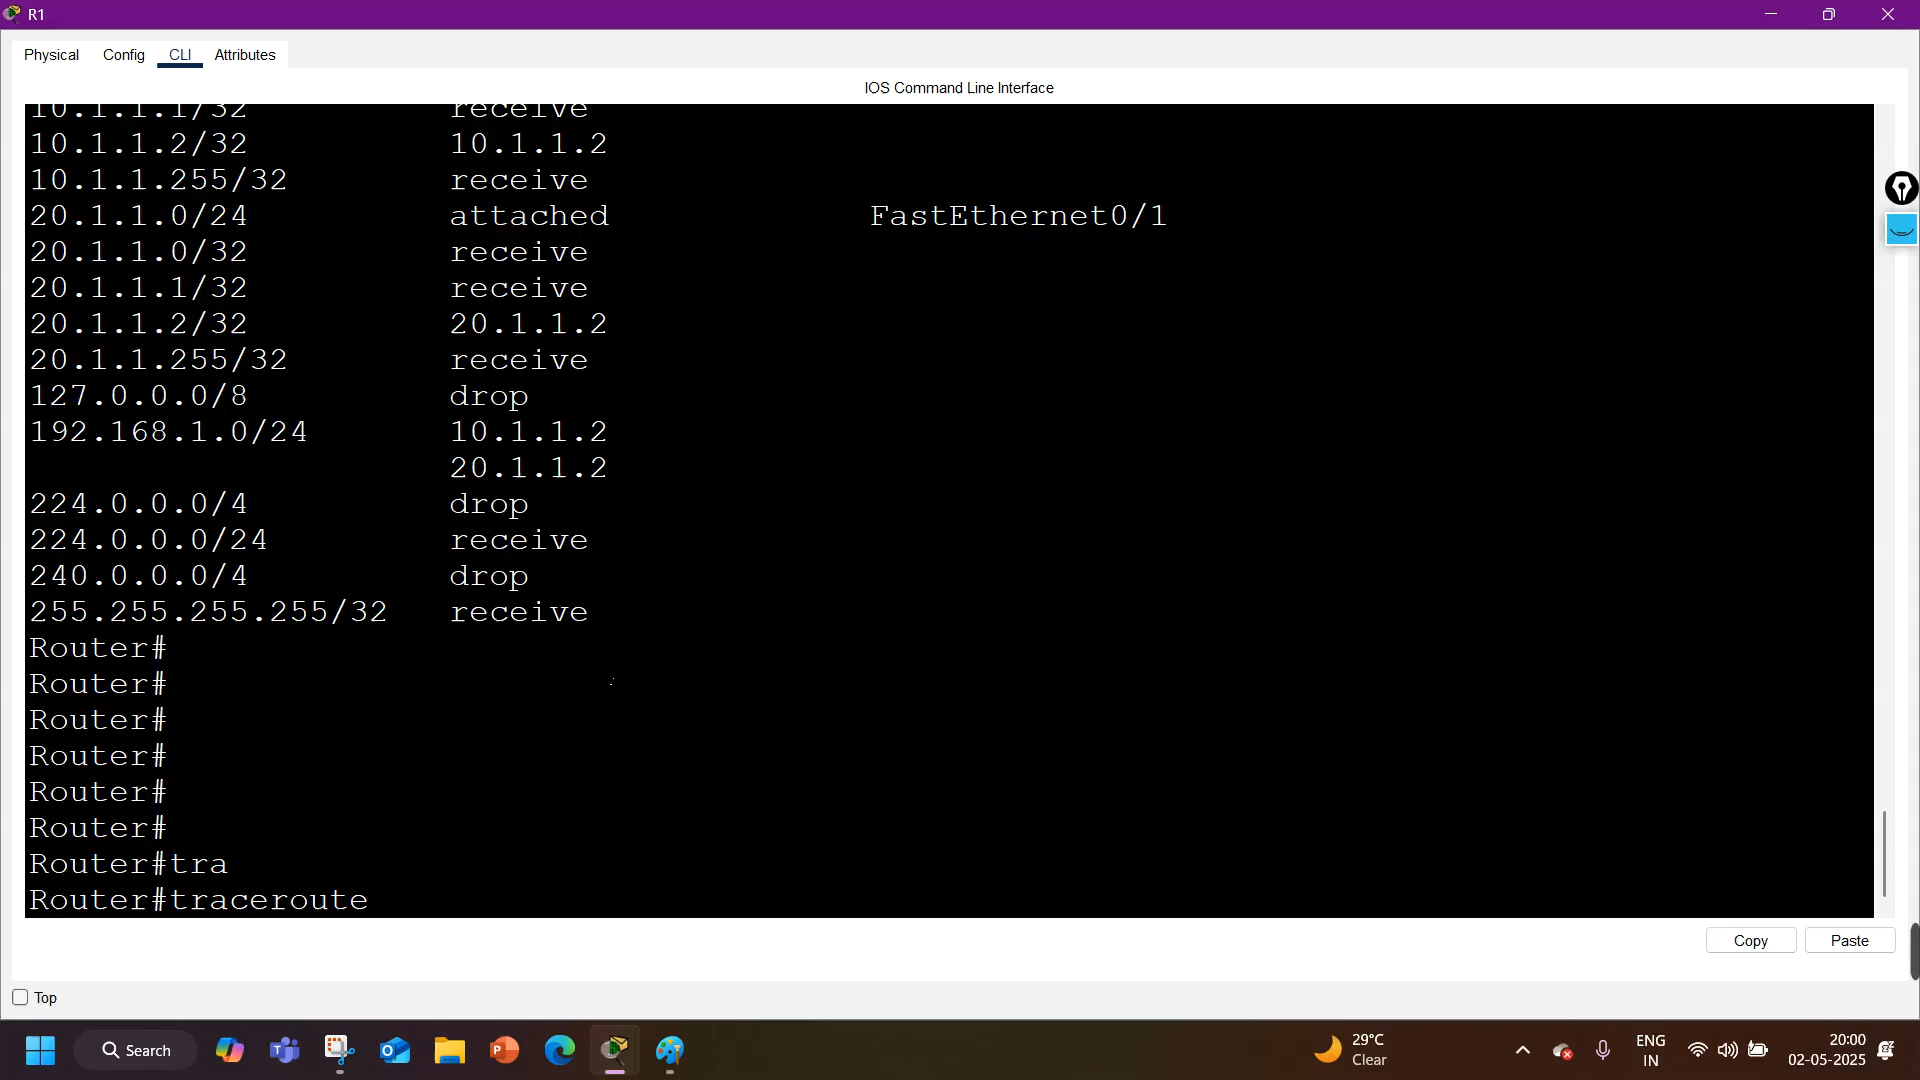 R1
Physical Config CLI Attributes
IOS Command Line Interface
10.1.1.1/32 receive
10.1.1.2/32 10.1.1.2
10.1.1.255/32 receive
20.1.1.0/24 attached FastEthernet0/1
20.1.1.0/32 receive
20.1.1.1/32 receive
20.1.1.2/32 20.1.1.2
20.1.1.255/32 receive
127.0.0.0/8 drop
192.168.1.0/24 10.1.1.2
20.1.1.2
224.0.0.0/4 drop
224.0.0.0/24 receive
240.0.0.0/4 drop
255.255.255.255/32 receive
Router#
Router#
Router#
Router#
Router#
Router#
Router#tra
Router#traceroute
Copy Paste
Top
Search
29°C
Clear
ENG
IN
20:00
02-05-2025